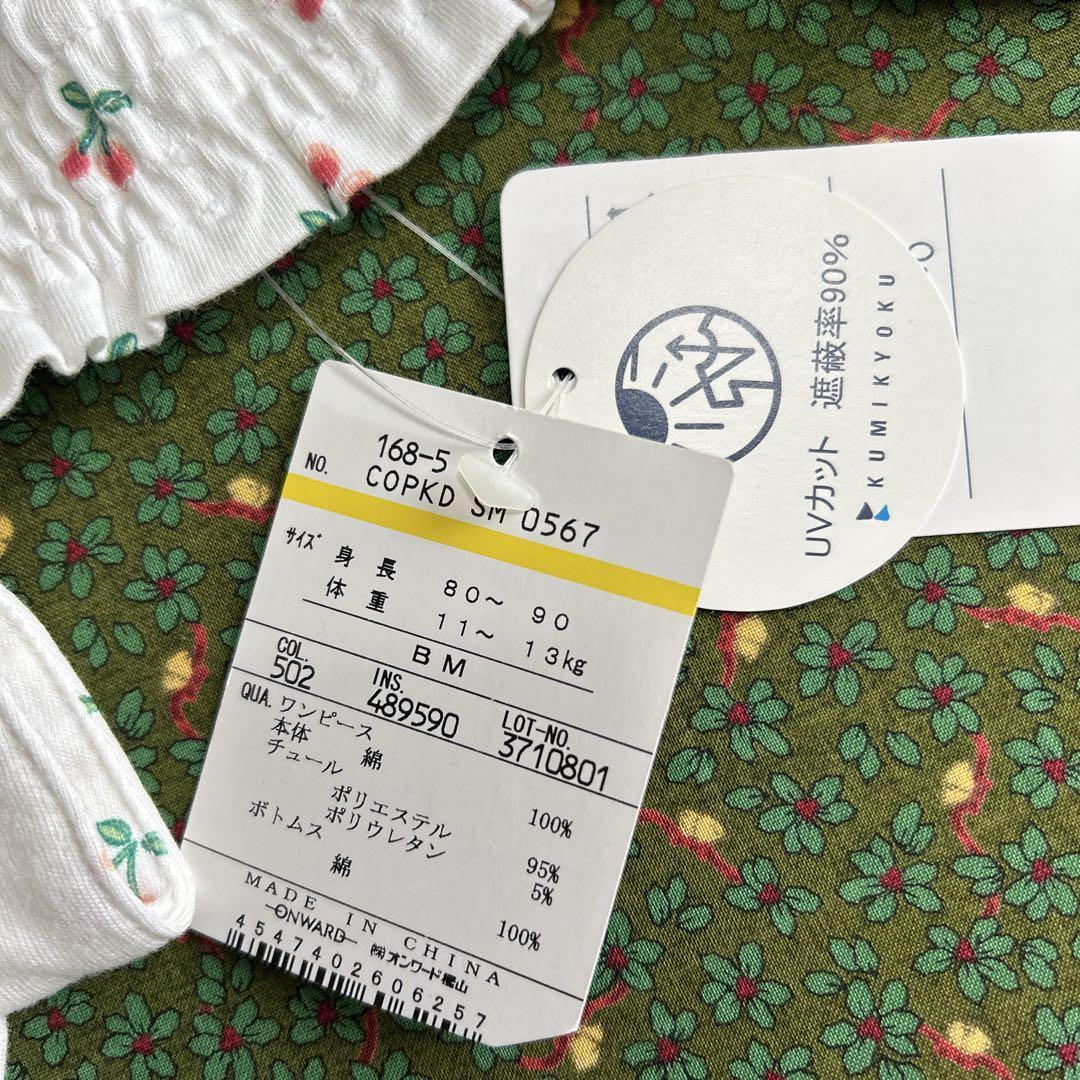 168-5
NO. COPKD SM 0567
サイズ 身長 80～ 90
体重 11～ 13kg
BM
COL. INS. LOT-NO.
502 489590 3710801
QUA. ワンピース
本体 綿 100%
チュール
ポリエステル 95%
ポリウレタン 5%
ボトムス
綿 100%
MADE IN CHINA
ONWARD ㈱オンワード樫山
4547402606257
UVカット 遮蔽率90%
KUMIKYOKU